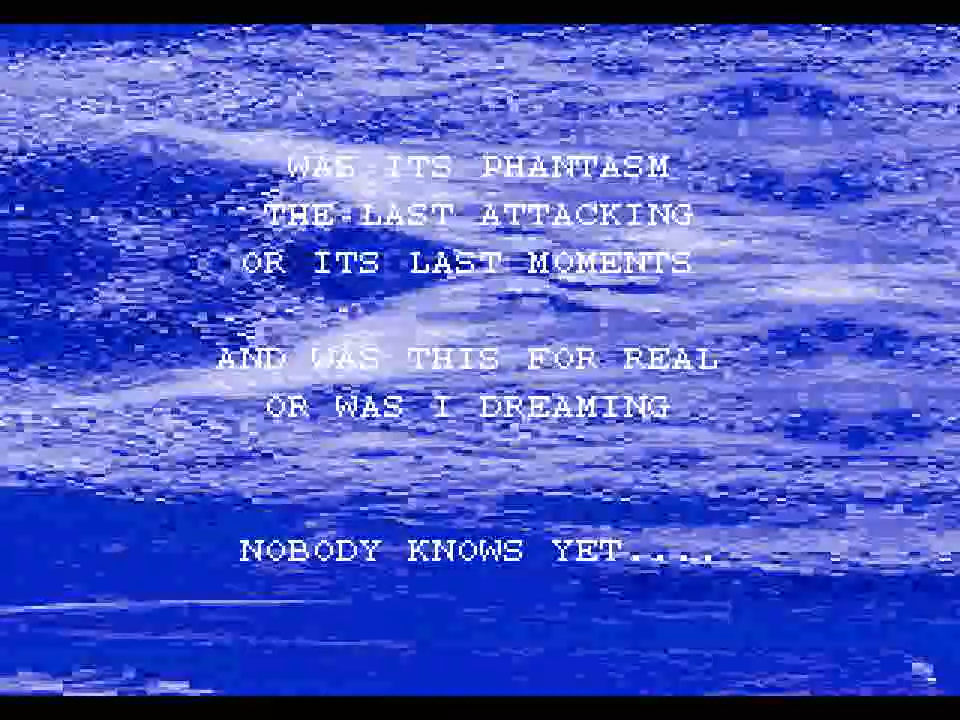 WAS ITS PHANTASM
THE LAST ATTACKING
OR ITS LAST MOMENTS
AND WAS THIS FOR REAL
OR WAS I DREAMING
NOBODY KNOWS YET....